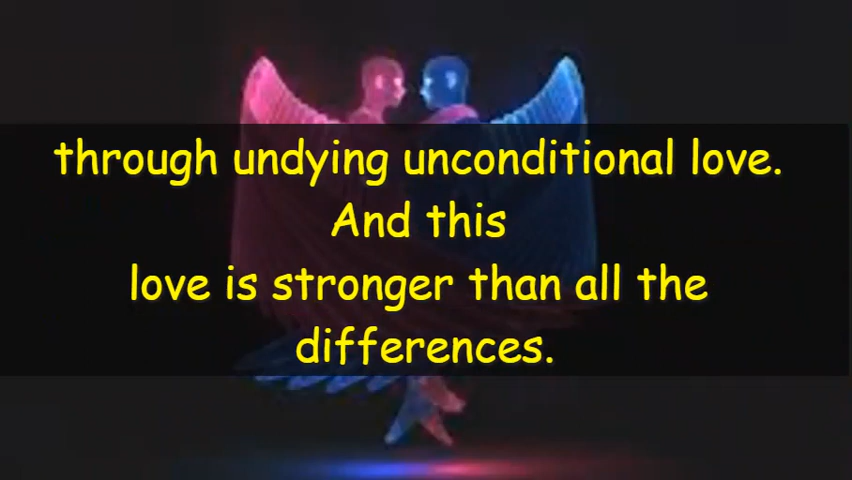 through undying unconditional love.
And this
love is stronger than all the
differences.